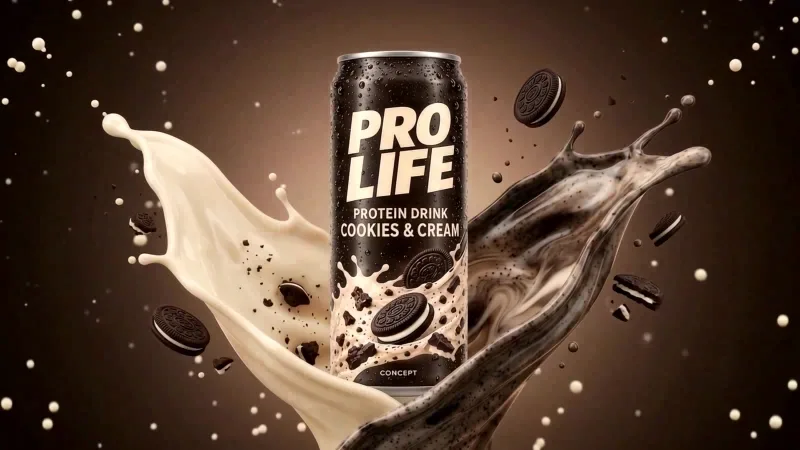 PRO
LIFE
PROTEIN DRINK
COOKIES & CREAM
CONCEPT